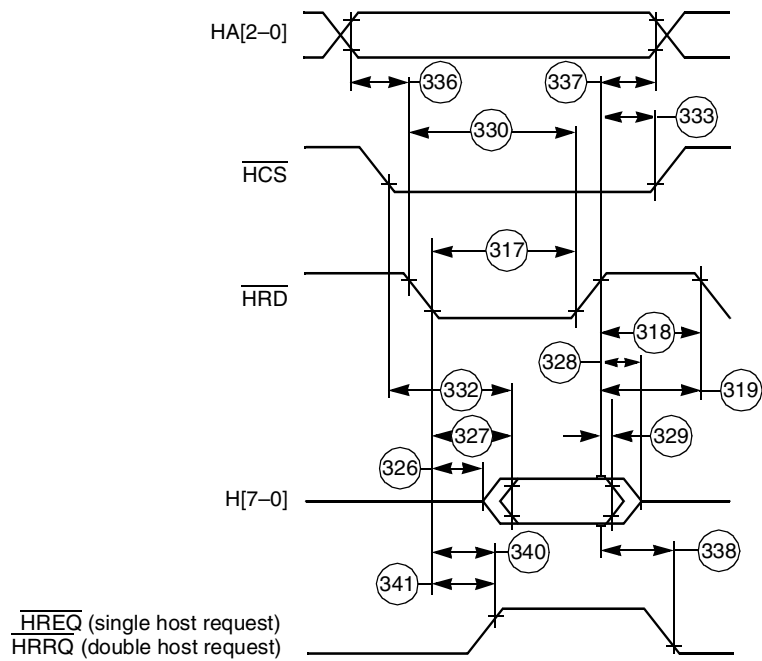 HA[2–0]
336
337
333
330
HCS
317
HRD
318
328
332
319
327
329
326
H[7–0]
340
338
341
HREQ (single host request)
HRRQ (double host request)